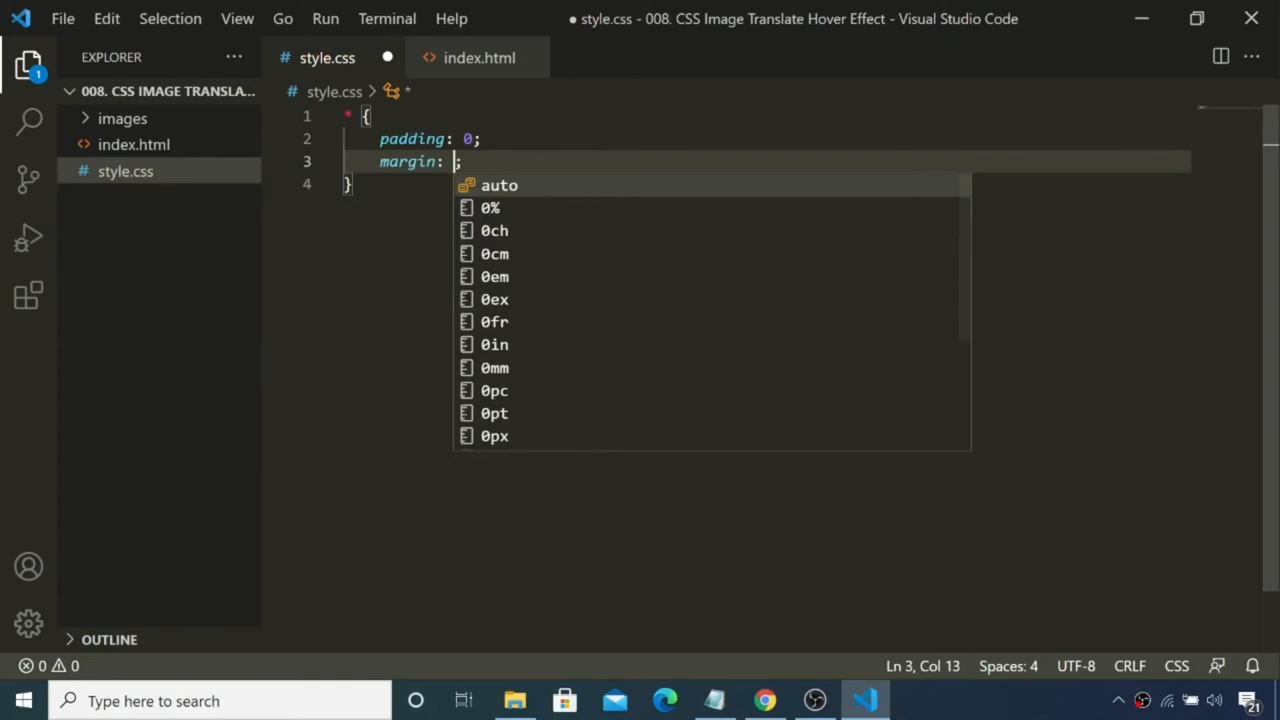 File Edit Selection View Go Run Terminal Help
● style.css - 008. CSS Image Translate Hover Effect - Visual Studio Code
EXPLORER
# style.css
<> index.html
1
008. CSS IMAGE TRANSLA...
# style.css > *
images
<> index.html
# style.css
1 * {
2 padding: 0;
3 margin: ;
4 }
auto
0%
0ch
0cm
0em
0ex
0fr
0in
0mm
0pc
0pt
0px
OUTLINE
0 0
Ln 3, Col 13 Spaces: 4 UTF-8 CRLF CSS
Type here to search
21